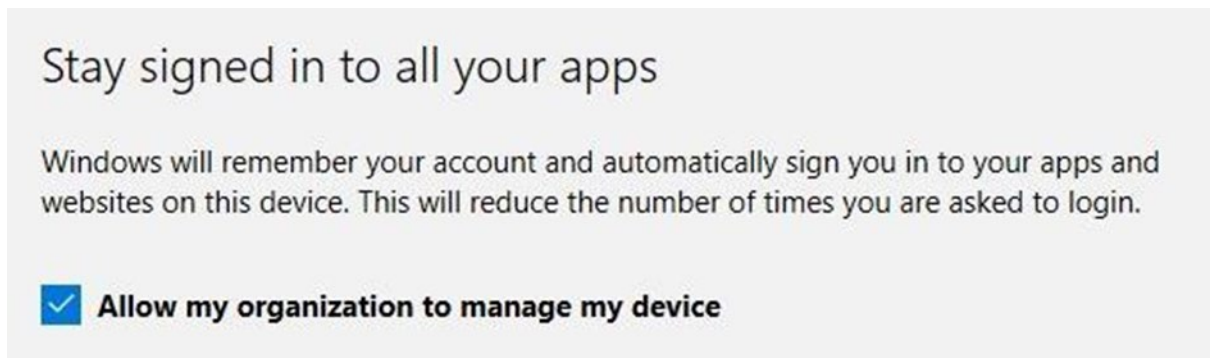 Stay signed in to all your apps
Windows will remember your account and automatically sign you in to your apps and
websites on this device. This will reduce the number of times you are asked to login.
Allow my organization to manage my device